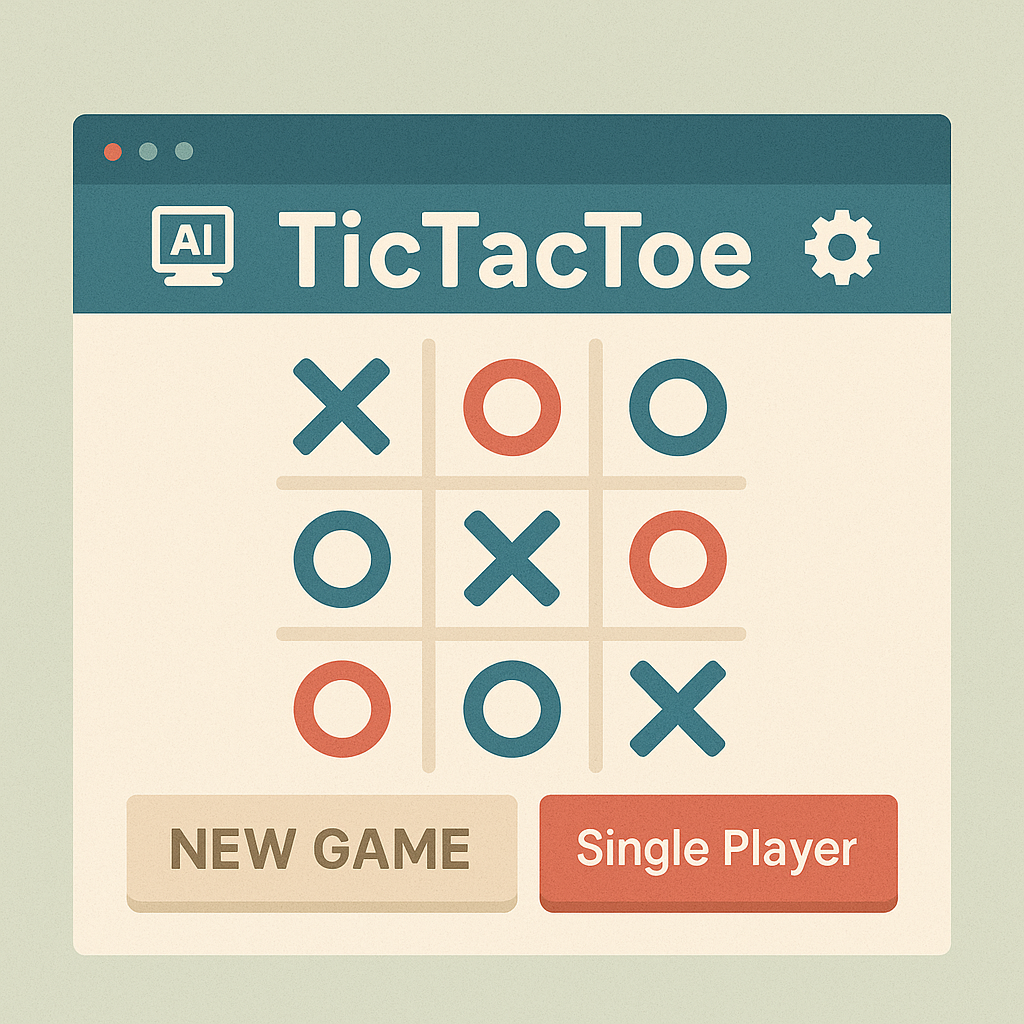 AI TicTacToe
X O O
O X O
O O X
NEW GAME Single Player